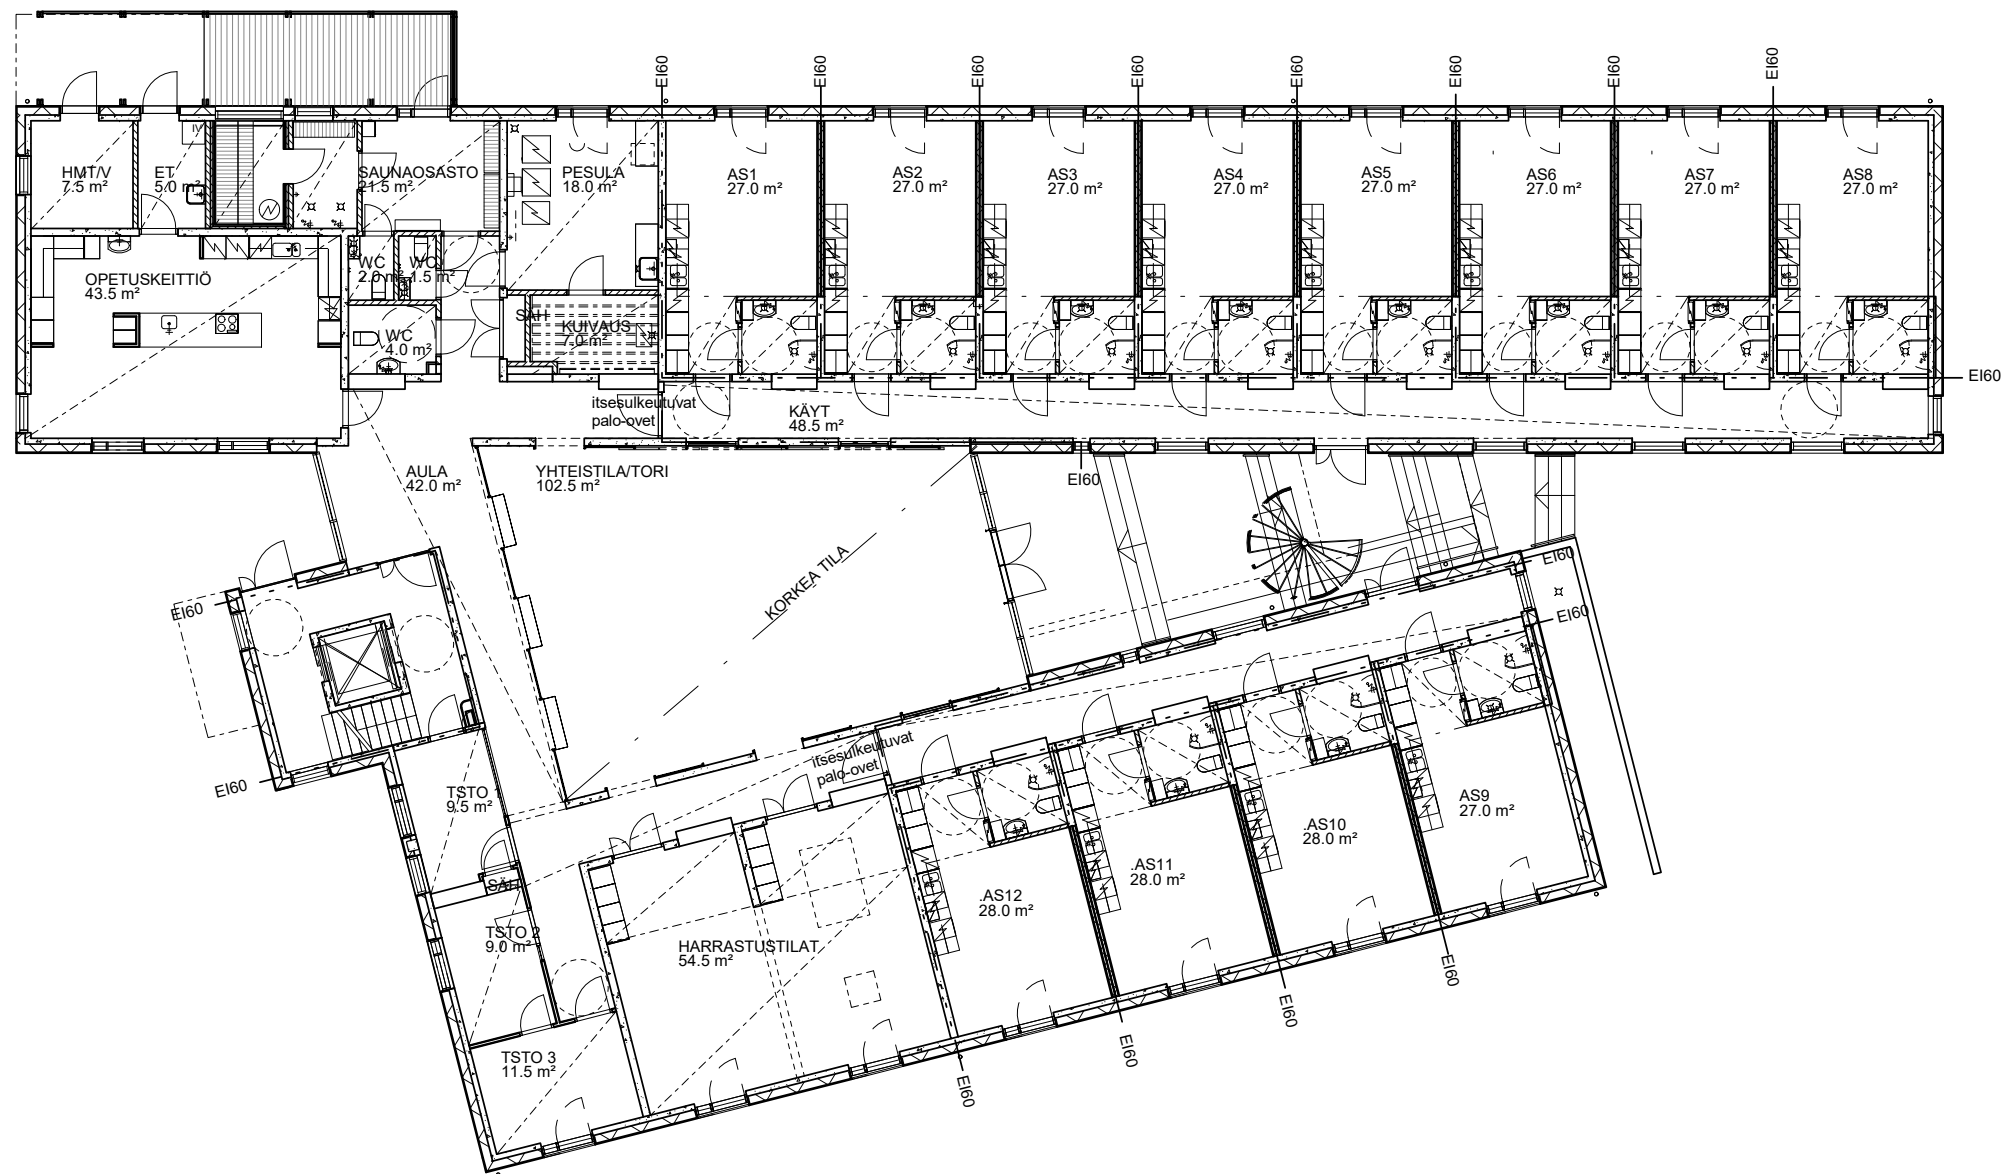 EI60
EI60
EI60
EI60
EI60
EI60
EI60
EI60
HMT/V
7.5 m²
ET
5.0 m²
SAUNAOSASTO
21.5 m²
PESULA
18.0 m²
AS1
27.0 m²
AS2
27.0 m²
AS3
27.0 m²
AS4
27.0 m²
AS5
27.0 m²
AS6
27.0 m²
AS7
27.0 m²
AS8
27.0 m²
OPETUSKEITTIÖ
43.5 m²
WC
2.0 m²
WC
1.5 m²
WC
4.0 m²
SÄH
KUIVAUS
7.0 m²
EI60
itsesulkeutuvat
palo-ovet
KÄYT
48.5 m²
AULA
42.0 m²
YHTEISTILA/TORI
102.5 m²
EI60
KORKEA TILA
EI60
EI60
EI60
EI60
itsesulkeutuvat
palo-ovet
TSTO 1
9.5 m²
SÄH
TSTO 2
9.0 m²
TSTO 3
11.5 m²
HARRASTUSTILAT
54.5 m²
.AS12
28.0 m²
.AS11
28.0 m²
.AS10
28.0 m²
AS9
27.0 m²
EI60
EI60
EI60
EI60